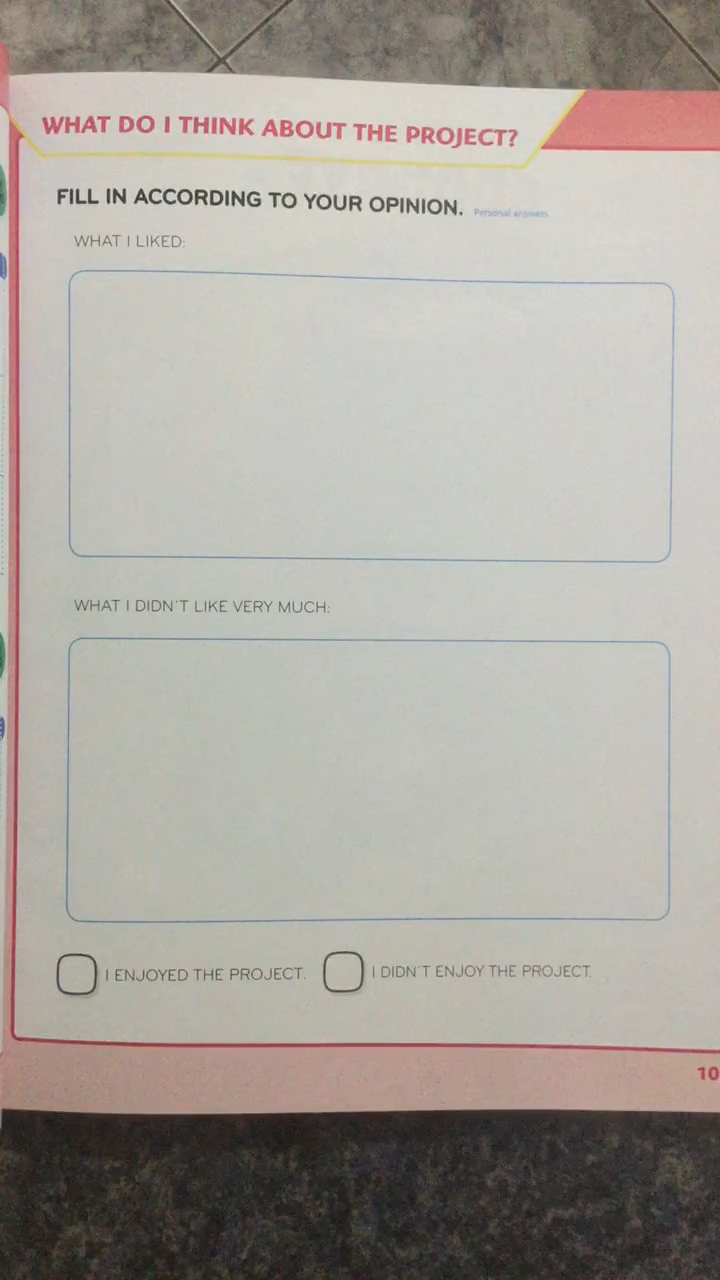 WHAT DO I THINK ABOUT THE PROJECT?
FILL IN ACCORDING TO YOUR OPINION. Personal answers.
WHAT I LIKED:
WHAT I DIDN'T LIKE VERY MUCH:
I ENJOYED THE PROJECT. I DIDN'T ENJOY THE PROJECT.
10